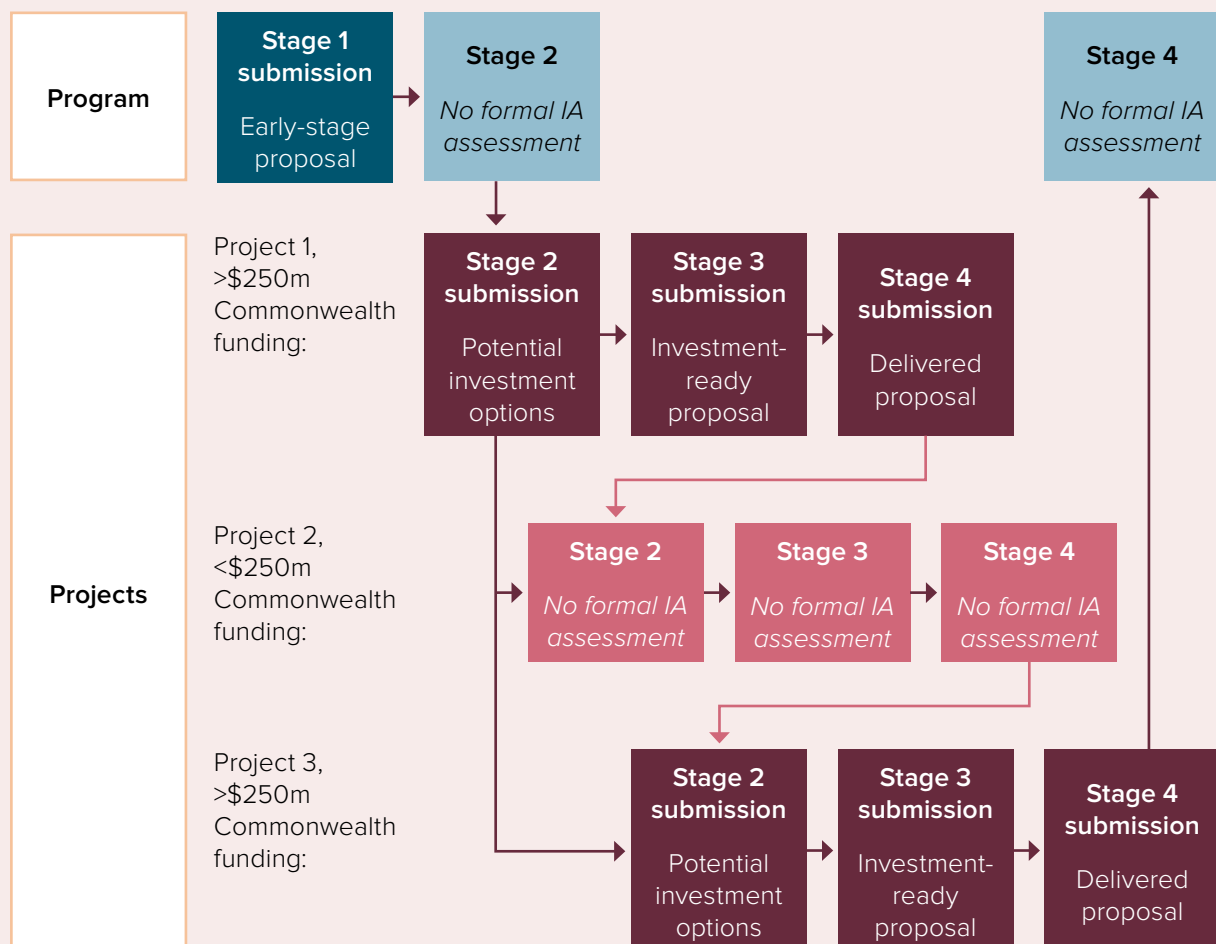 Program
Stage 1
submission
Early-stage
proposal
Stage 2
No formal IA
assessment
Stage 4
No formal IA
assessment
Projects
Project 1,
>$250m
Commonwealth
funding:
Stage 2
submission
Potential
investment
options
Stage 3
submission
Investment-
ready
proposal
Stage 4
submission
Delivered
proposal
Project 2,
<$250m
Commonwealth
funding:
Stage 2
No formal IA
assessment
Stage 3
No formal IA
assessment
Stage 4
No formal IA
assessment
Project 3,
>$250m
Commonwealth
funding:
Stage 2
submission
Potential
investment
options
Stage 3
submission
Investment-
ready
proposal
Stage 4
submission
Delivered
proposal